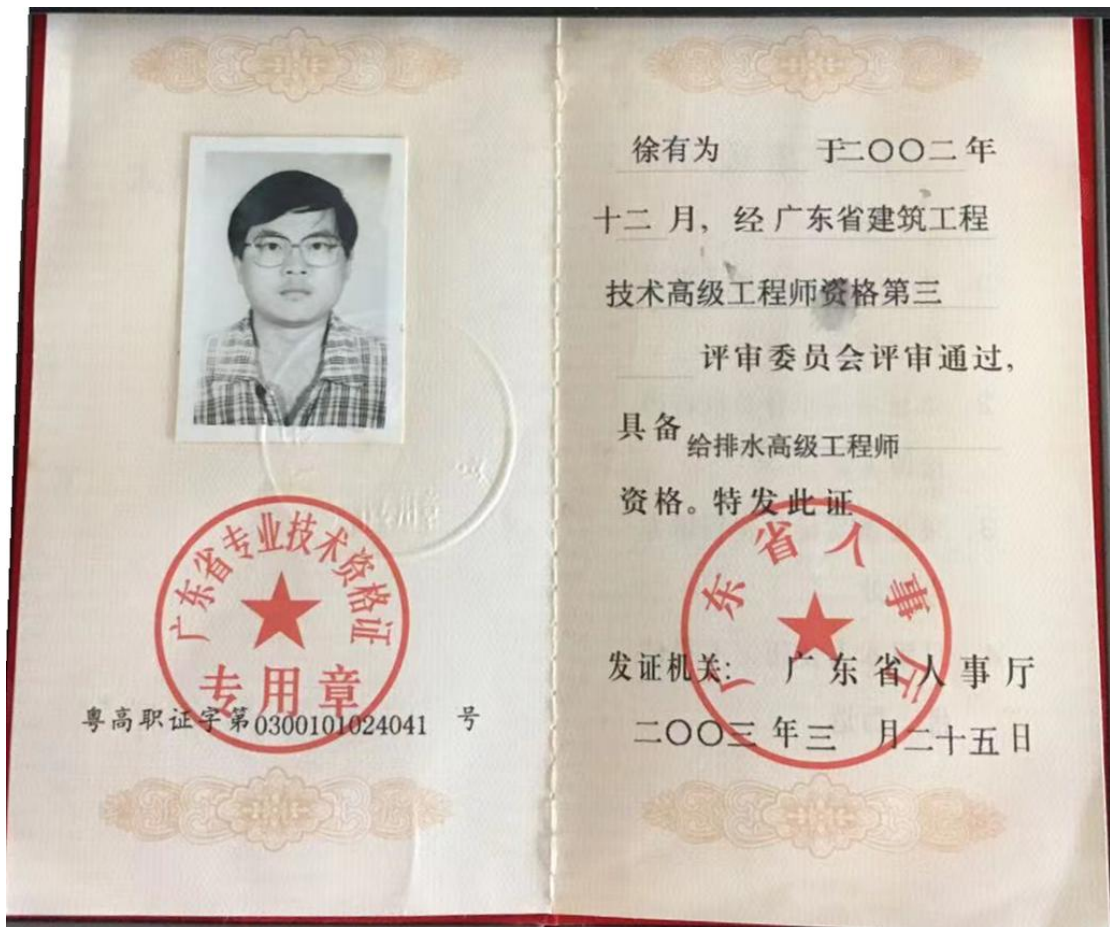 广东省专业技术资格证
专用章
粤高职证字第0300101024041 号
徐有为 于二〇〇二年
十二月，经广东省建筑工程
技术高级工程师资格第三
评审委员会评审通过，
具备给排水高级工程师
资格。特发此证
广东省人事厅
发证机关：广东省人事厅
二〇〇三年三月二十五日